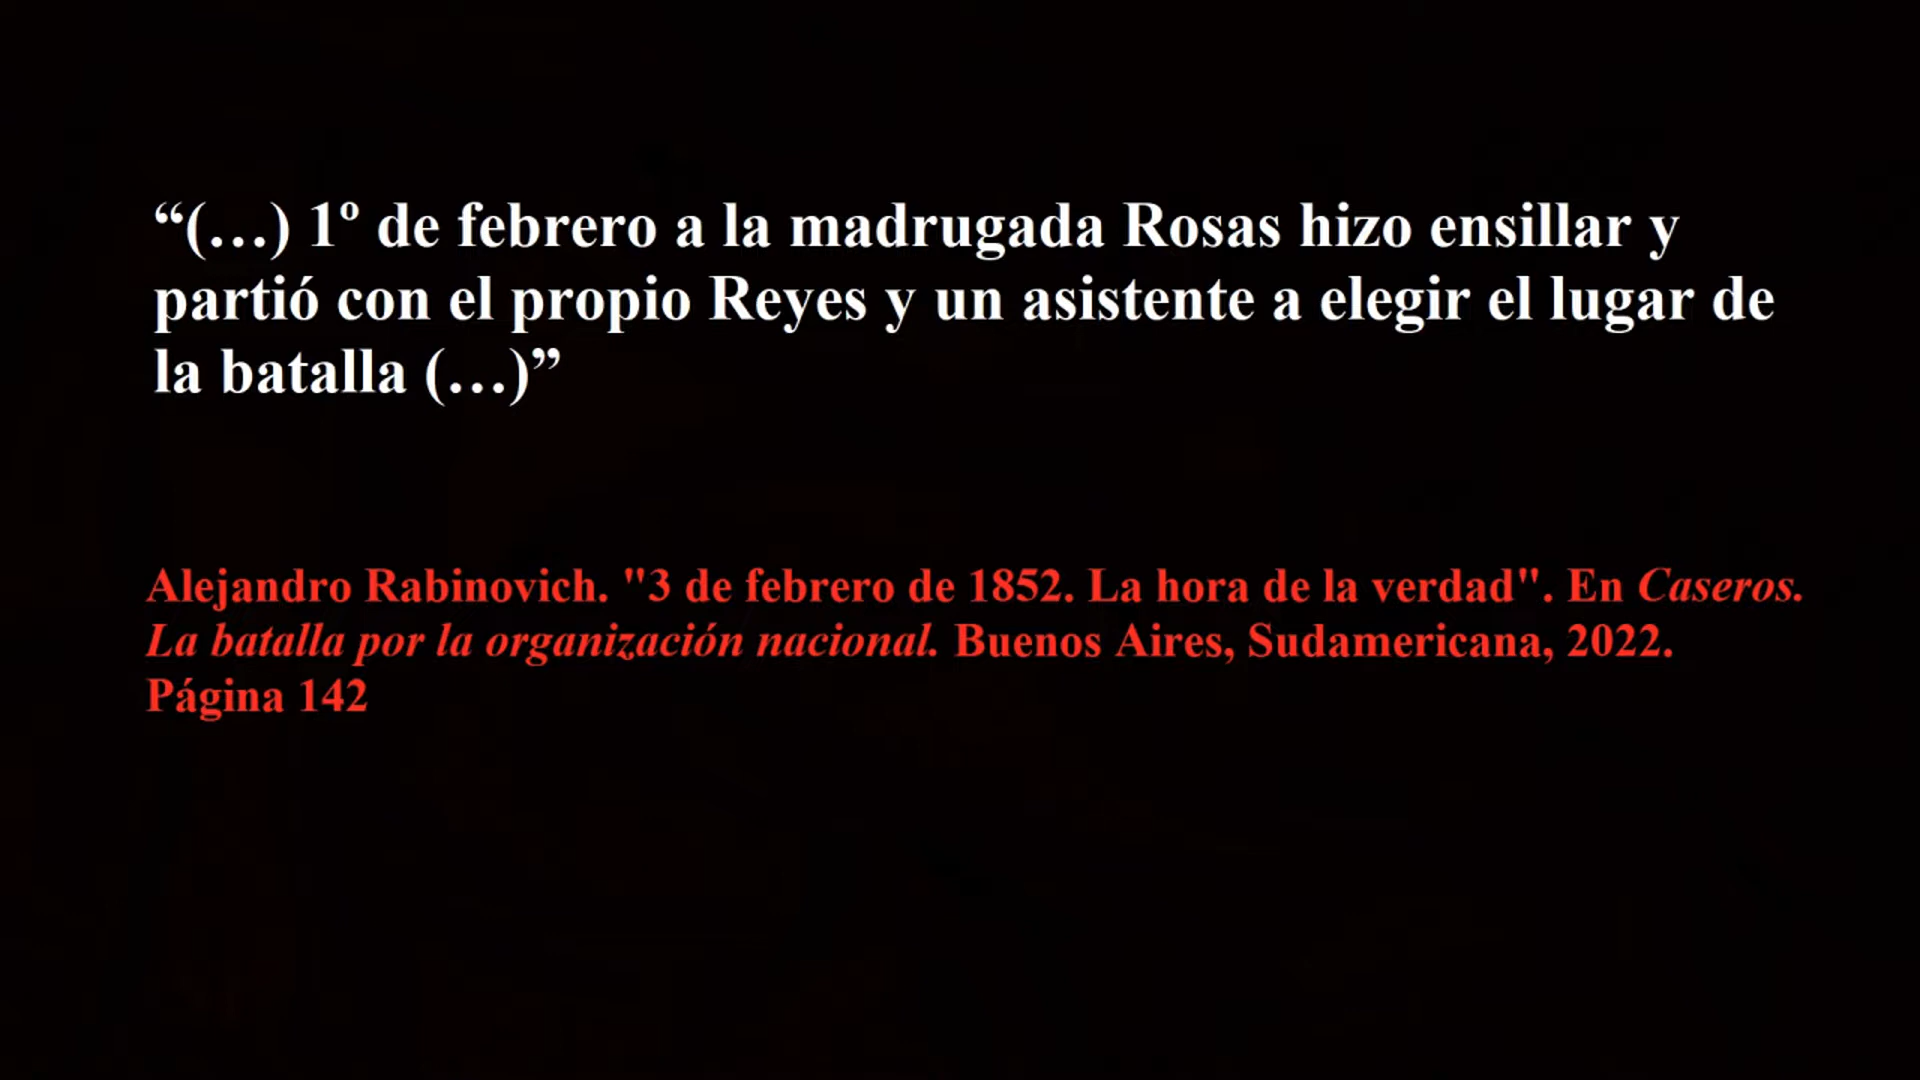 “(…) 1º de febrero a la madrugada Rosas hizo ensillar y
partió con el propio Reyes y un asistente a elegir el lugar de
la batalla (…)”
Alejandro Rabinovich. "3 de febrero de 1852. La hora de la verdad". En Caseros.
La batalla por la organización nacional. Buenos Aires, Sudamericana, 2022.
Página 142